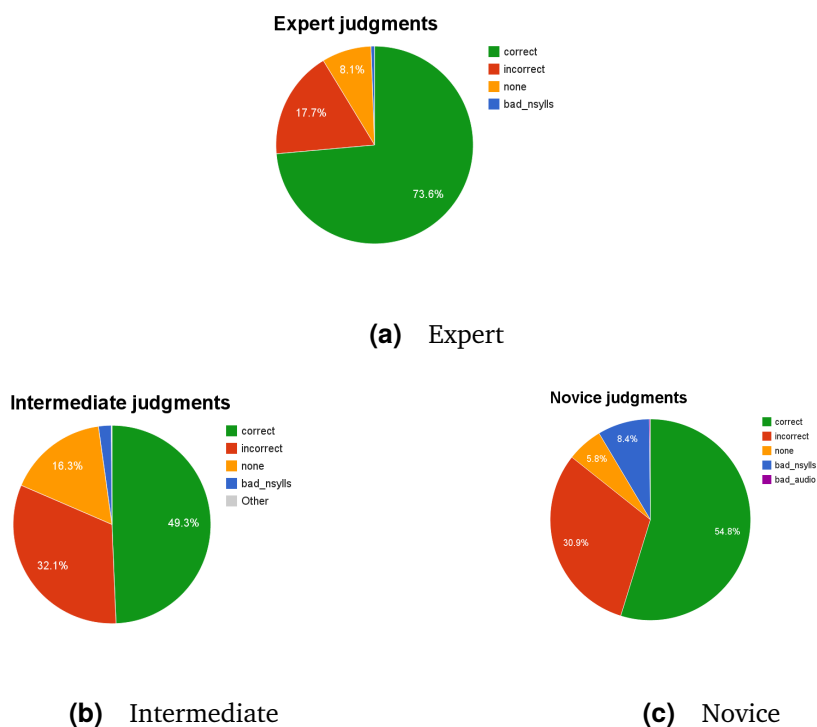 Expert judgments
correct
incorrect
none
bad_nsylls
8.1%
17.7%
73.6%
(a) Expert
Intermediate judgments
correct
incorrect
none
bad_nsylls
Other
16.3%
49.3%
32.1%
(b) Intermediate
Novice judgments
correct
incorrect
none
bad_nsylls
bad_audio
8.4%
5.8%
54.8%
30.9%
(c) Novice